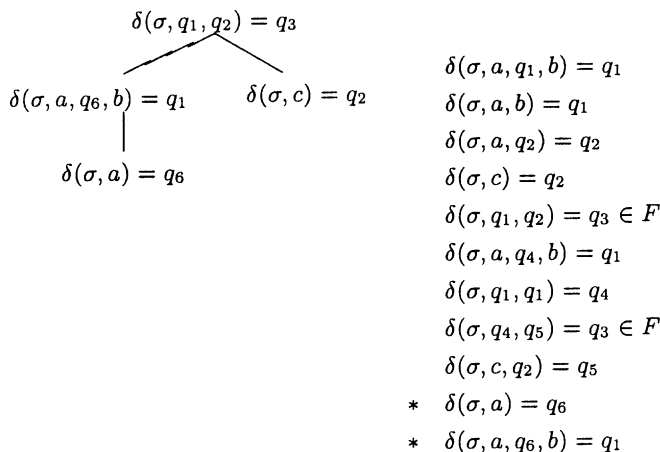 δ(σ, q₁, q₂) = q₃
δ(σ, a, q₆, b) = q₁
δ(σ, c) = q₂
δ(σ, a) = q₆
δ(σ, a, q₁, b) = q₁
δ(σ, a, b) = q₁
δ(σ, a, q₂) = q₂
δ(σ, c) = q₂
δ(σ, q₁, q₂) = q₃ ∈ F
δ(σ, a, q₄, b) = q₁
δ(σ, q₁, q₁) = q₄
δ(σ, q₄, q₅) = q₃ ∈ F
δ(σ, c, q₂) = q₅
* δ(σ, a) = q₆
* δ(σ, a, q₆, b) = q₁